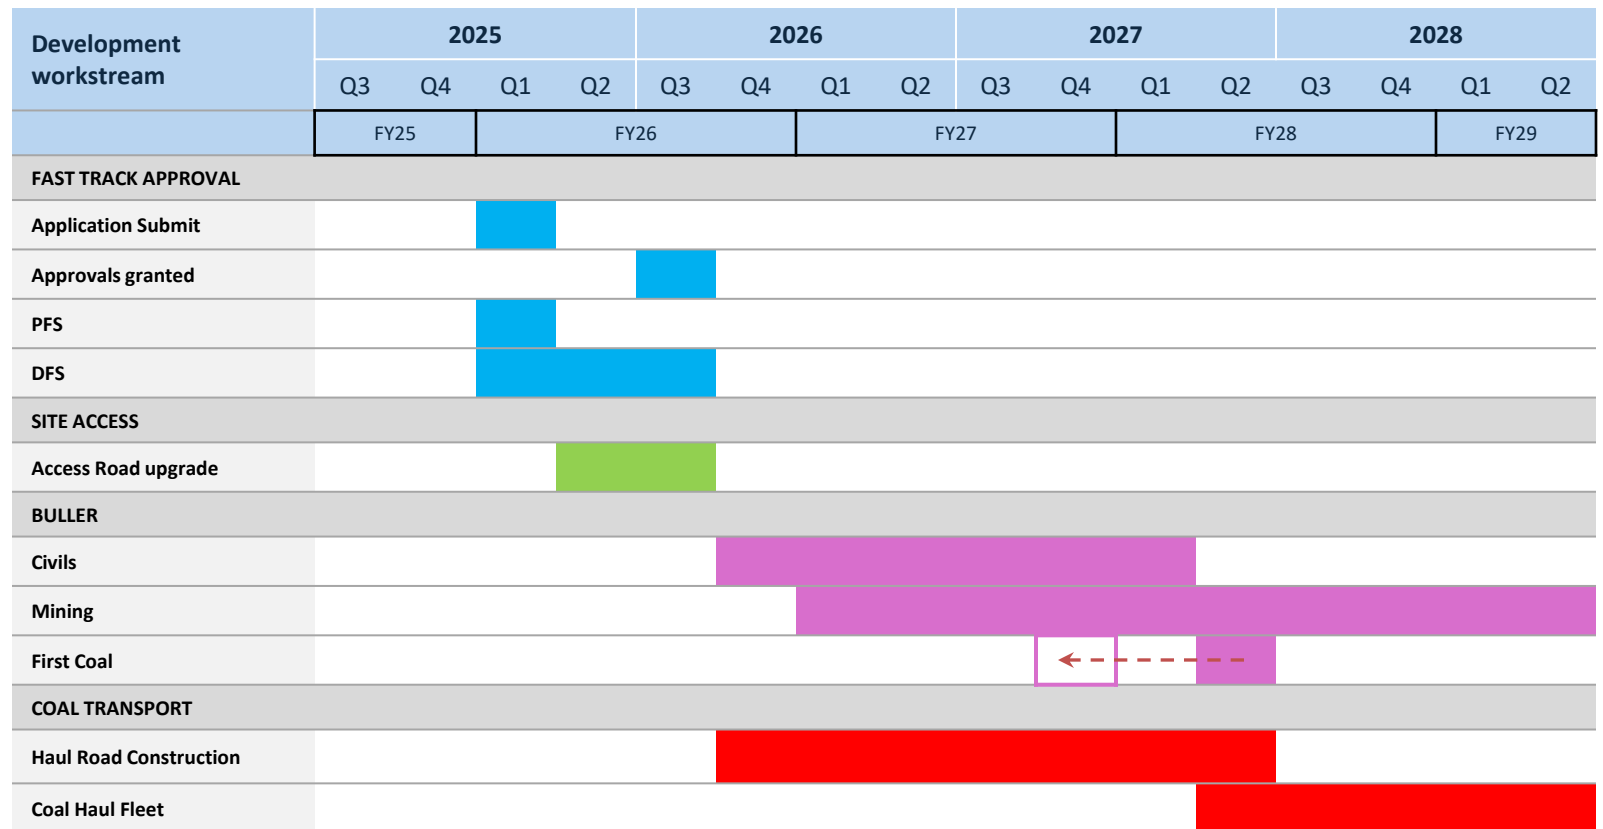 Development
workstream
2025 2026 2027 2028
Q3 Q4 Q1 Q2 Q3 Q4 Q1 Q2 Q3 Q4 Q1 Q2 Q3 Q4 Q1 Q2
FY25 FY26 FY27 FY28 FY29
FAST TRACK APPROVAL
Application Submit
Approvals granted
PFS
DFS
SITE ACCESS
Access Road upgrade
BULLER
Civils
Mining
First Coal
COAL TRANSPORT
Haul Road Construction
Coal Haul Fleet